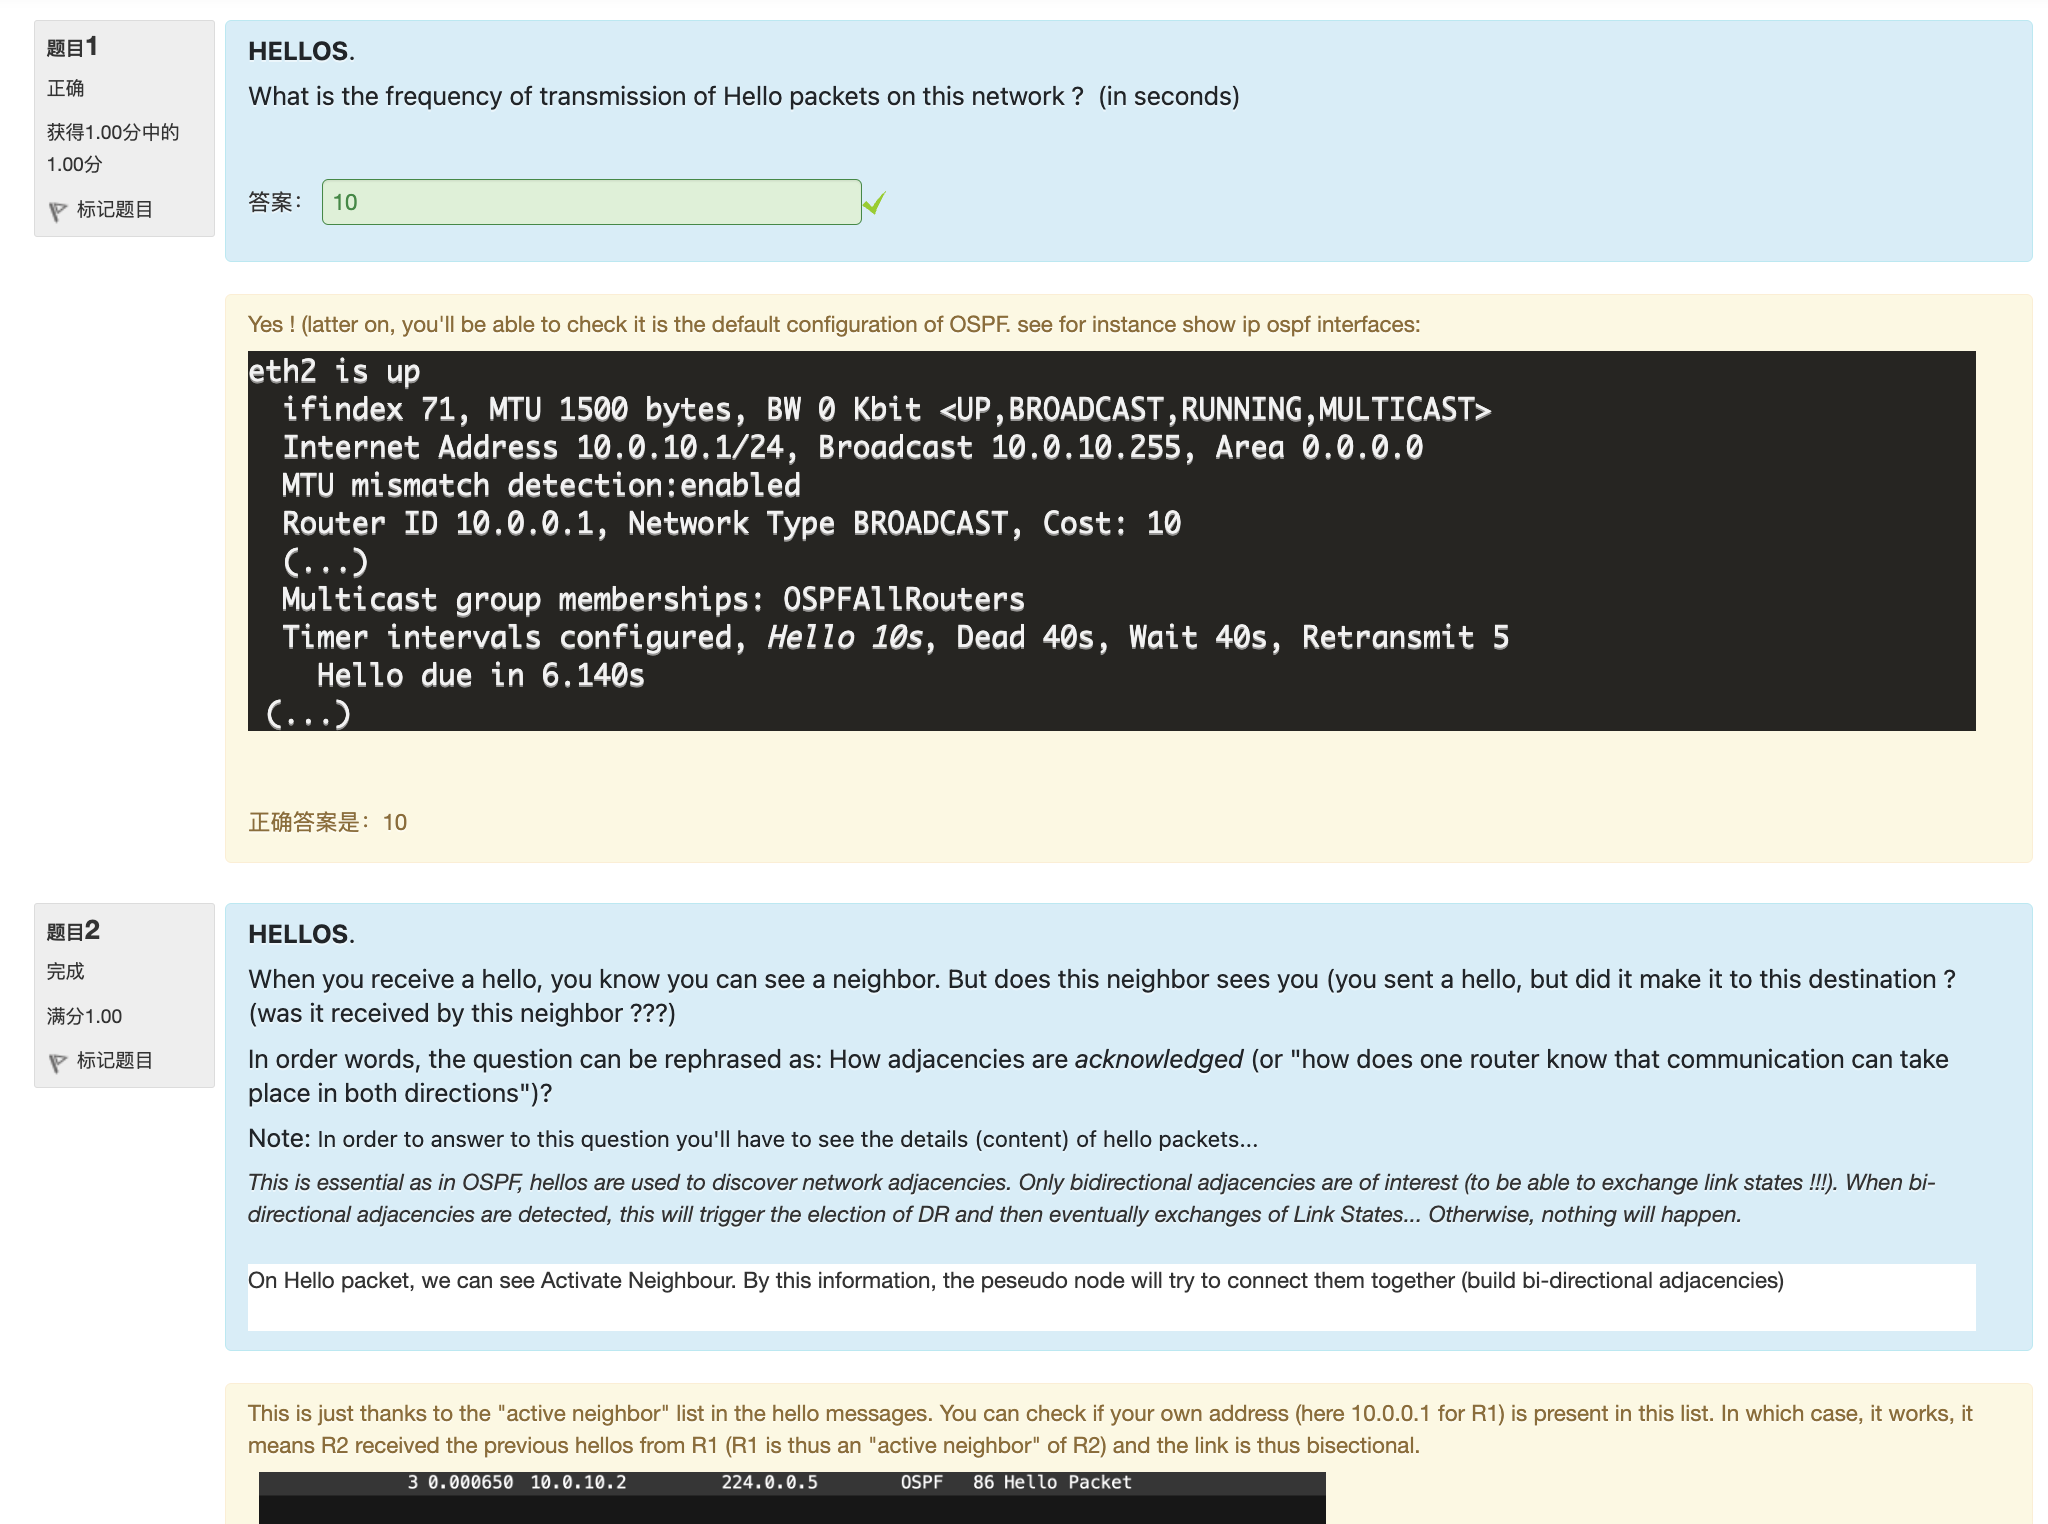 题目1
正确
获得1.00分中的
1.00分
标记题目
HELLOS.
What is the frequency of transmission of Hello packets on this network ?  (in seconds)
答案： 10
Yes ! (latter on, you'll be able to check it is the default configuration of OSPF. see for instance show ip ospf interfaces:
eth2 is up
ifindex 71, MTU 1500 bytes, BW 0 Kbit <UP,BROADCAST,RUNNING,MULTICAST>
Internet Address 10.0.10.1/24, Broadcast 10.0.10.255, Area 0.0.0.0
MTU mismatch detection:enabled
Router ID 10.0.0.1, Network Type BROADCAST, Cost: 10
(...)
Multicast group memberships: OSPFAllRouters
Timer intervals configured, Hello 10s, Dead 40s, Wait 40s, Retransmit 5
Hello due in 6.140s
(...)
正确答案是：10
题目2
完成
满分1.00
标记题目
HELLOS.
When you receive a hello, you know you can see a neighbor. But does this neighbor sees you (you sent a hello, but did it make it to this destination ?
(was it received by this neighbor ???)
In order words, the question can be rephrased as: How adjacencies are acknowledged (or "how does one router know that communication can take
place in both directions")?
Note: In order to answer to this question you'll have to see the details (content) of hello packets...
This is essential as in OSPF, hellos are used to discover network adjacencies. Only bidirectional adjacencies are of interest (to be able to exchange link states !!!). When bi-
directional adjacencies are detected, this will trigger the election of DR and then eventually exchanges of Link States... Otherwise, nothing will happen.
On Hello packet, we can see Activate Neighbour. By this information, the peseudo node will try to connect them together (build bi-directional adjacencies)
This is just thanks to the "active neighbor" list in the hello messages. You can check if your own address (here 10.0.0.1 for R1) is present in this list. In which case, it works, it
means R2 received the previous hellos from R1 (R1 is thus an "active neighbor" of R2) and the link is thus bisectional.
3 0.000650 10.0.10.2 224.0.0.5 OSPF 86 Hello Packet